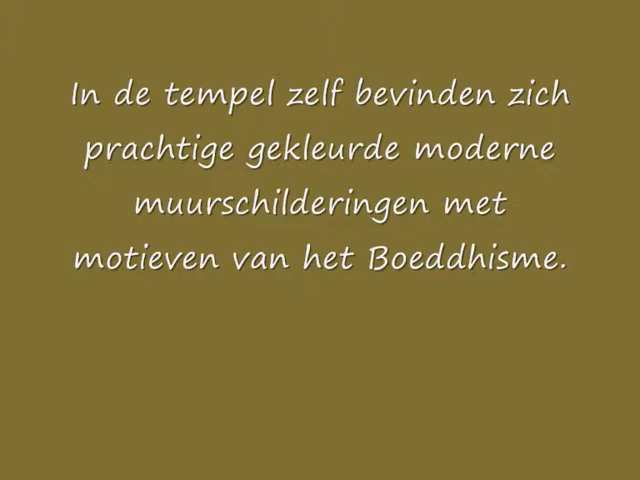 In de tempel zelf bevinden zich
prachtige gekleurde moderne
muurschilderingen met
motieven van het Boeddhisme.